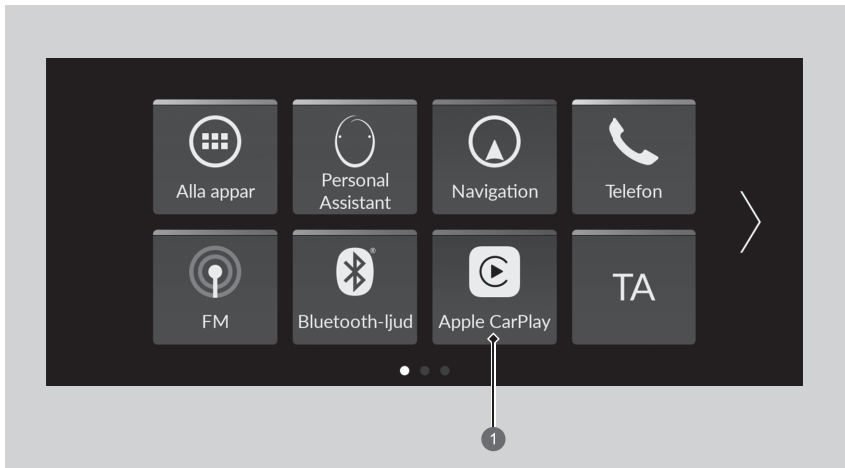 Alla appar
Personal
Assistant
Navigation
Telefon
FM
®
Bluetooth-ljud
Apple CarPlay
TA
1